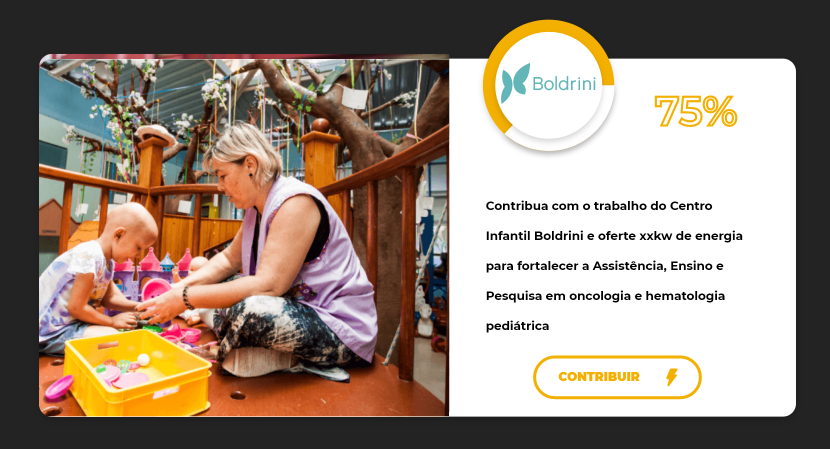 Boldrini
75%
Contribua com o trabalho do Centro
Infantil Boldrini e oferte xxkw de energia
para fortalecer a Assistência, Ensino e
Pesquisa em oncologia e hematologia
pediátrica
CONTRIBUIR